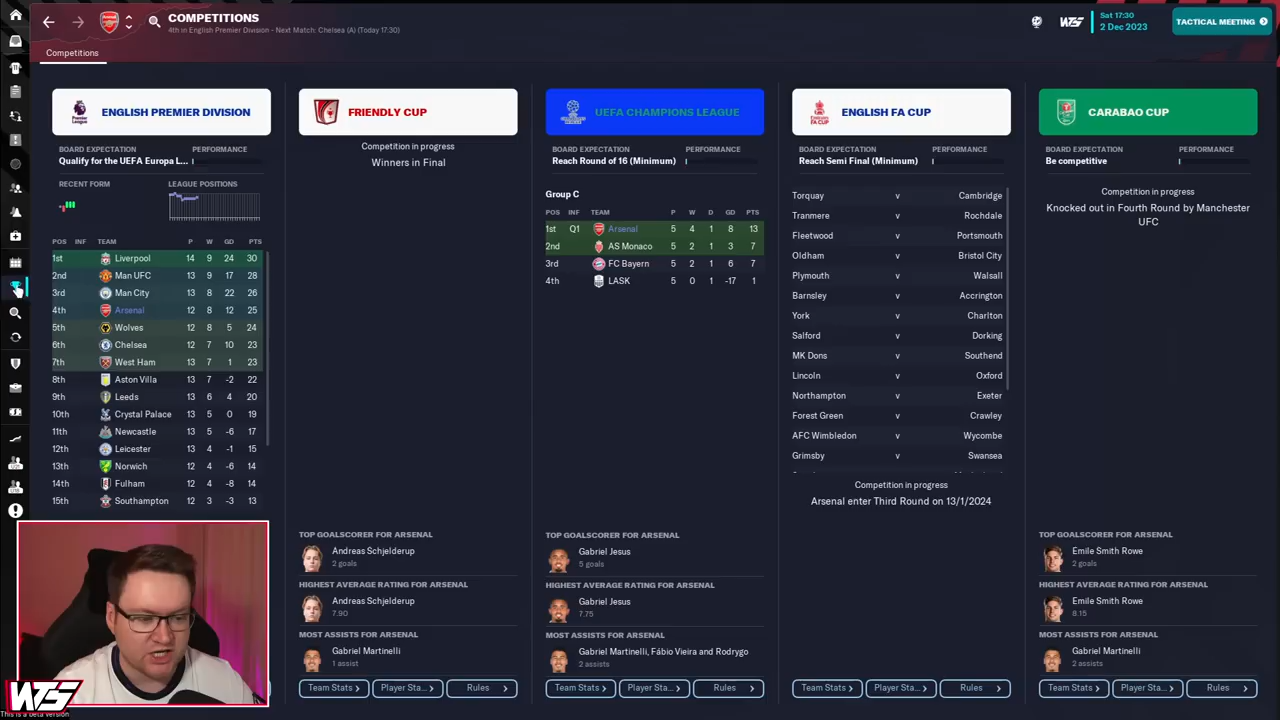 COMPETITIONS
4th in English Premier Division - Next Match: Chelsea (A) (Today 17:30)
WTS
Sat 17:30
2 Dec 2023
TACTICAL MEETING
Competitions
ENGLISH PREMIER DIVISION
BOARD EXPECTATION PERFORMANCE
Qualify for the UEFA Europa L...
RECENT FORM LEAGUE POSITIONS
POS INF TEAM P W GD PTS
1st Liverpool 14 9 24 30
2nd Man UFC 13 9 17 28
3rd Man City 13 8 22 26
4th Arsenal 12 8 12 25
5th Wolves 12 8 5 24
6th Chelsea 12 7 10 23
7th West Ham 13 7 1 23
8th Aston Villa 13 7 -2 22
9th Leeds 13 6 4 20
10th Crystal Palace 13 5 0 19
11th Newcastle 13 5 -6 17
12th Leicester 13 4 -1 15
13th Norwich 12 4 -6 14
14th Fulham 12 4 -8 14
15th Southampton 12 3 -3 13
FRIENDLY CUP
Competition in progress
Winners in Final
TOP GOALSCORER FOR ARSENAL
Andreas Schjelderup
2 goals
HIGHEST AVERAGE RATING FOR ARSENAL
Andreas Schjelderup
7.90
MOST ASSISTS FOR ARSENAL
Gabriel Martinelli
1 assist
Team Stats Player Sta... Rules
UEFA CHAMPIONS LEAGUE
BOARD EXPECTATION PERFORMANCE
Reach Round of 16 (Minimum)
Group C
POS INF TEAM P W D GD PTS
1st Q1 Arsenal 5 4 1 8 13
2nd AS Monaco 5 2 1 3 7
3rd FC Bayern 5 2 1 6 7
4th LASK 5 0 1 -17 1
TOP GOALSCORER FOR ARSENAL
Gabriel Jesus
5 goals
HIGHEST AVERAGE RATING FOR ARSENAL
Gabriel Jesus
7.75
MOST ASSISTS FOR ARSENAL
Gabriel Martinelli, Fábio Vieira and Rodrygo
2 assists
Team Stats Player Sta... Rules
ENGLISH FA CUP
BOARD EXPECTATION PERFORMANCE
Reach Semi Final (Minimum)
Torquay v Cambridge
Tranmere v Rochdale
Fleetwood v Portsmouth
Oldham v Bristol City
Plymouth v Walsall
Barnsley v Accrington
York v Charlton
Salford v Dorking
MK Dons v Southend
Lincoln v Oxford
Northampton v Exeter
Forest Green v Crawley
AFC Wimbledon v Wycombe
Grimsby v Swansea
Competition in progress
Arsenal enter Third Round on 13/1/2024
Team Stats Player Sta... Rules
CARABAO CUP
BOARD EXPECTATION PERFORMANCE
Be competitive
Competition in progress
Knocked out in Fourth Round by Manchester
UFC
TOP GOALSCORER FOR ARSENAL
Emile Smith Rowe
2 goals
HIGHEST AVERAGE RATING FOR ARSENAL
Emile Smith Rowe
8.15
MOST ASSISTS FOR ARSENAL
Gabriel Martinelli
2 assists
Team Stats Player Sta... Rules
WTS
This is a beta version